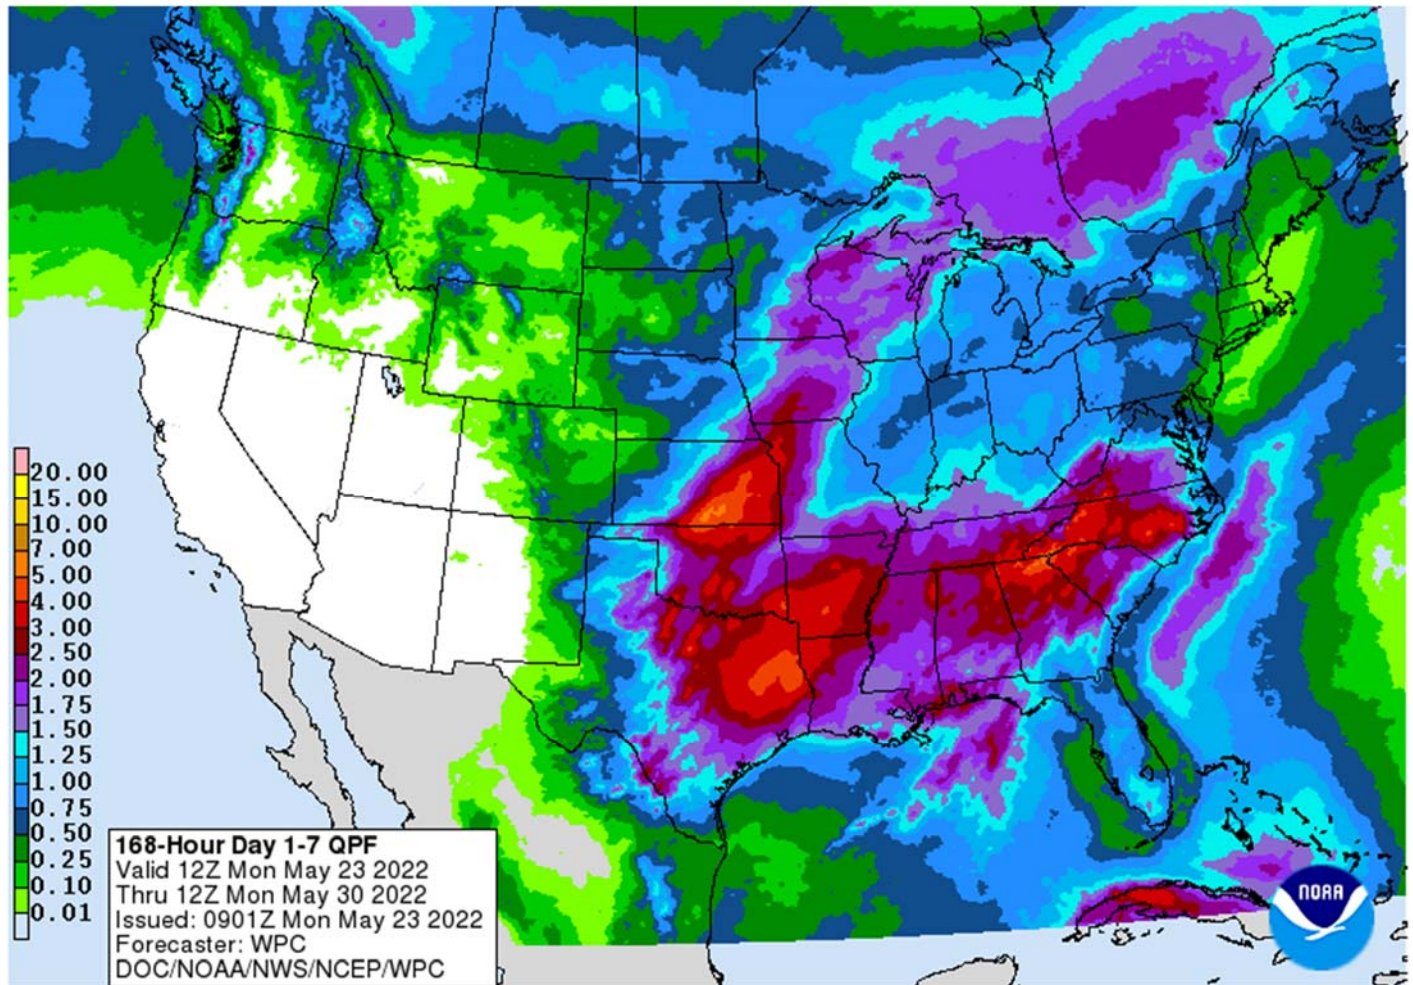 20.00
15.00
10.00
7.00
5.00
4.00
3.00
2.50
2.00
1.75
1.50
1.25
1.00
0.75
0.50
0.25
0.10
0.01
168-Hour Day 1-7 QPF
Valid 12Z Mon May 23 2022
Thru 12Z Mon May 30 2022
Issued: 0901Z Mon May 23 2022
Forecaster: WPC
DOC/NOAA/NWS/NCEP/WPC
NOAA